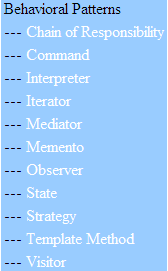 Behavioral Patterns
--- Chain of Responsibility
--- Command
--- Interpreter
--- Iterator
--- Mediator
--- Memento
--- Observer
--- State
--- Strategy
--- Template Method
--- Visitor